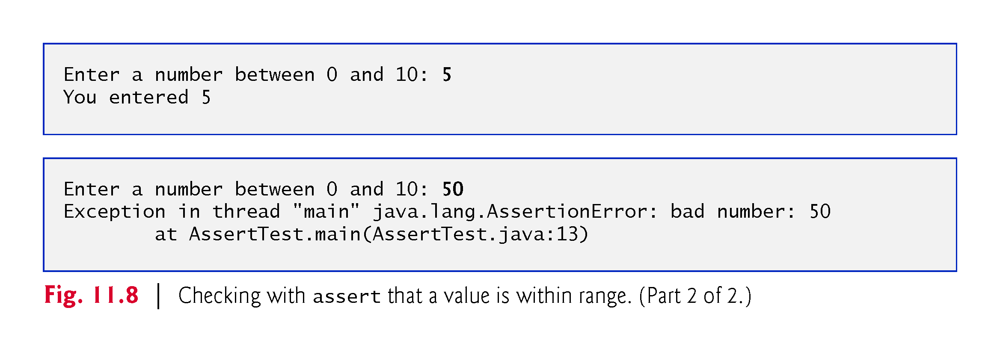 Enter a number between 0 and 10: 5
You entered 5
Enter a number between 0 and 10: 50
Exception in thread "main" java.lang.AssertionError: bad number: 50
at AssertTest.main(AssertTest.java:13)
Fig. 11.8 | Checking with assert that a value is within range. (Part 2 of 2.)